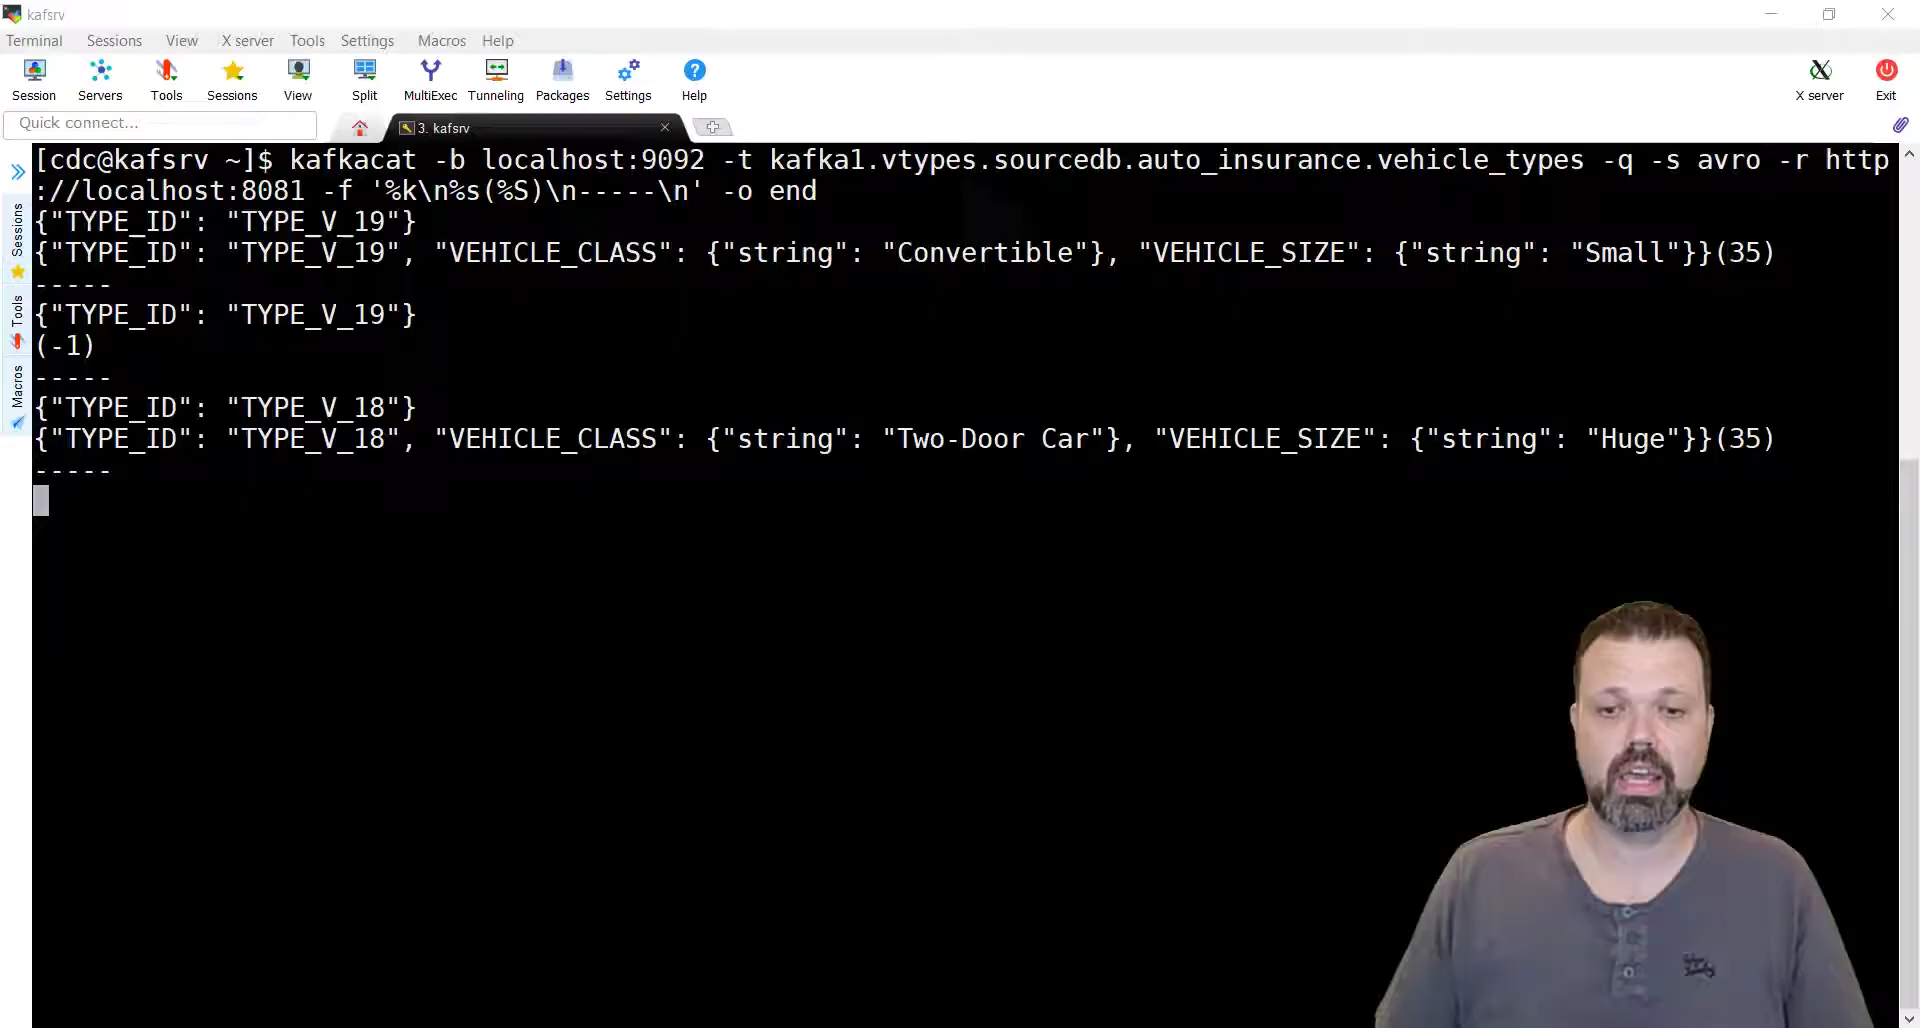 kafsrv
Terminal Sessions View X server Tools Settings Macros Help
Session Servers Tools Sessions View Split MultiExec Tunneling Packages Settings Help X server Exit
Quick connect...
3. kafsrv
Sessions
Tools
Macros
[cdc@kafsrv ~]$ kafkacat -b localhost:9092 -t kafka1.vtypes.sourcedb.auto_insurance.vehicle_types -q -s avro -r http
://localhost:8081 -f '%k\n%s(%S)\n-----\n' -o end
{"TYPE_ID": "TYPE_V_19"}
{"TYPE_ID": "TYPE_V_19", "VEHICLE_CLASS": {"string": "Convertible"}, "VEHICLE_SIZE": {"string": "Small"}}(35)
-----
{"TYPE_ID": "TYPE_V_19"}
(-1)
-----
{"TYPE_ID": "TYPE_V_18"}
{"TYPE_ID": "TYPE_V_18", "VEHICLE_CLASS": {"string": "Two-Door Car"}, "VEHICLE_SIZE": {"string": "Huge"}}(35)
-----